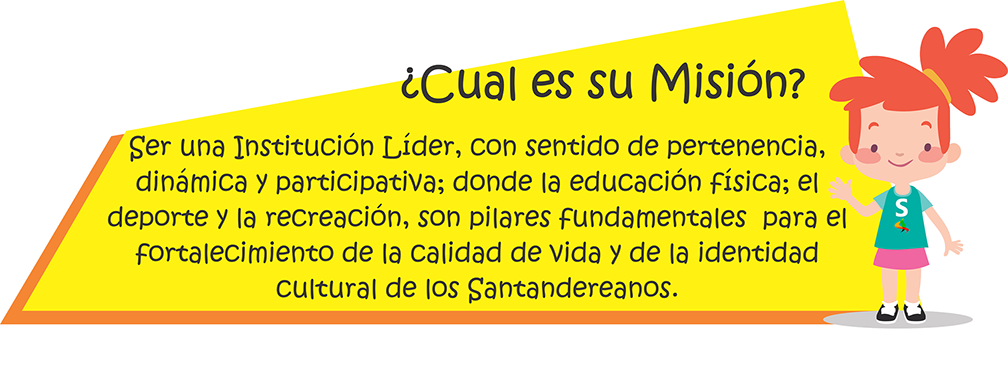 ¿Cual es su Misión?
Ser una Institución Líder, con sentido de pertenencia,
dinámica y participativa; donde la educación física; el
deporte y la recreación, son pilares fundamentales para el
fortalecimiento de la calidad de vida y de la identidad
cultural de los Santandereanos.
S